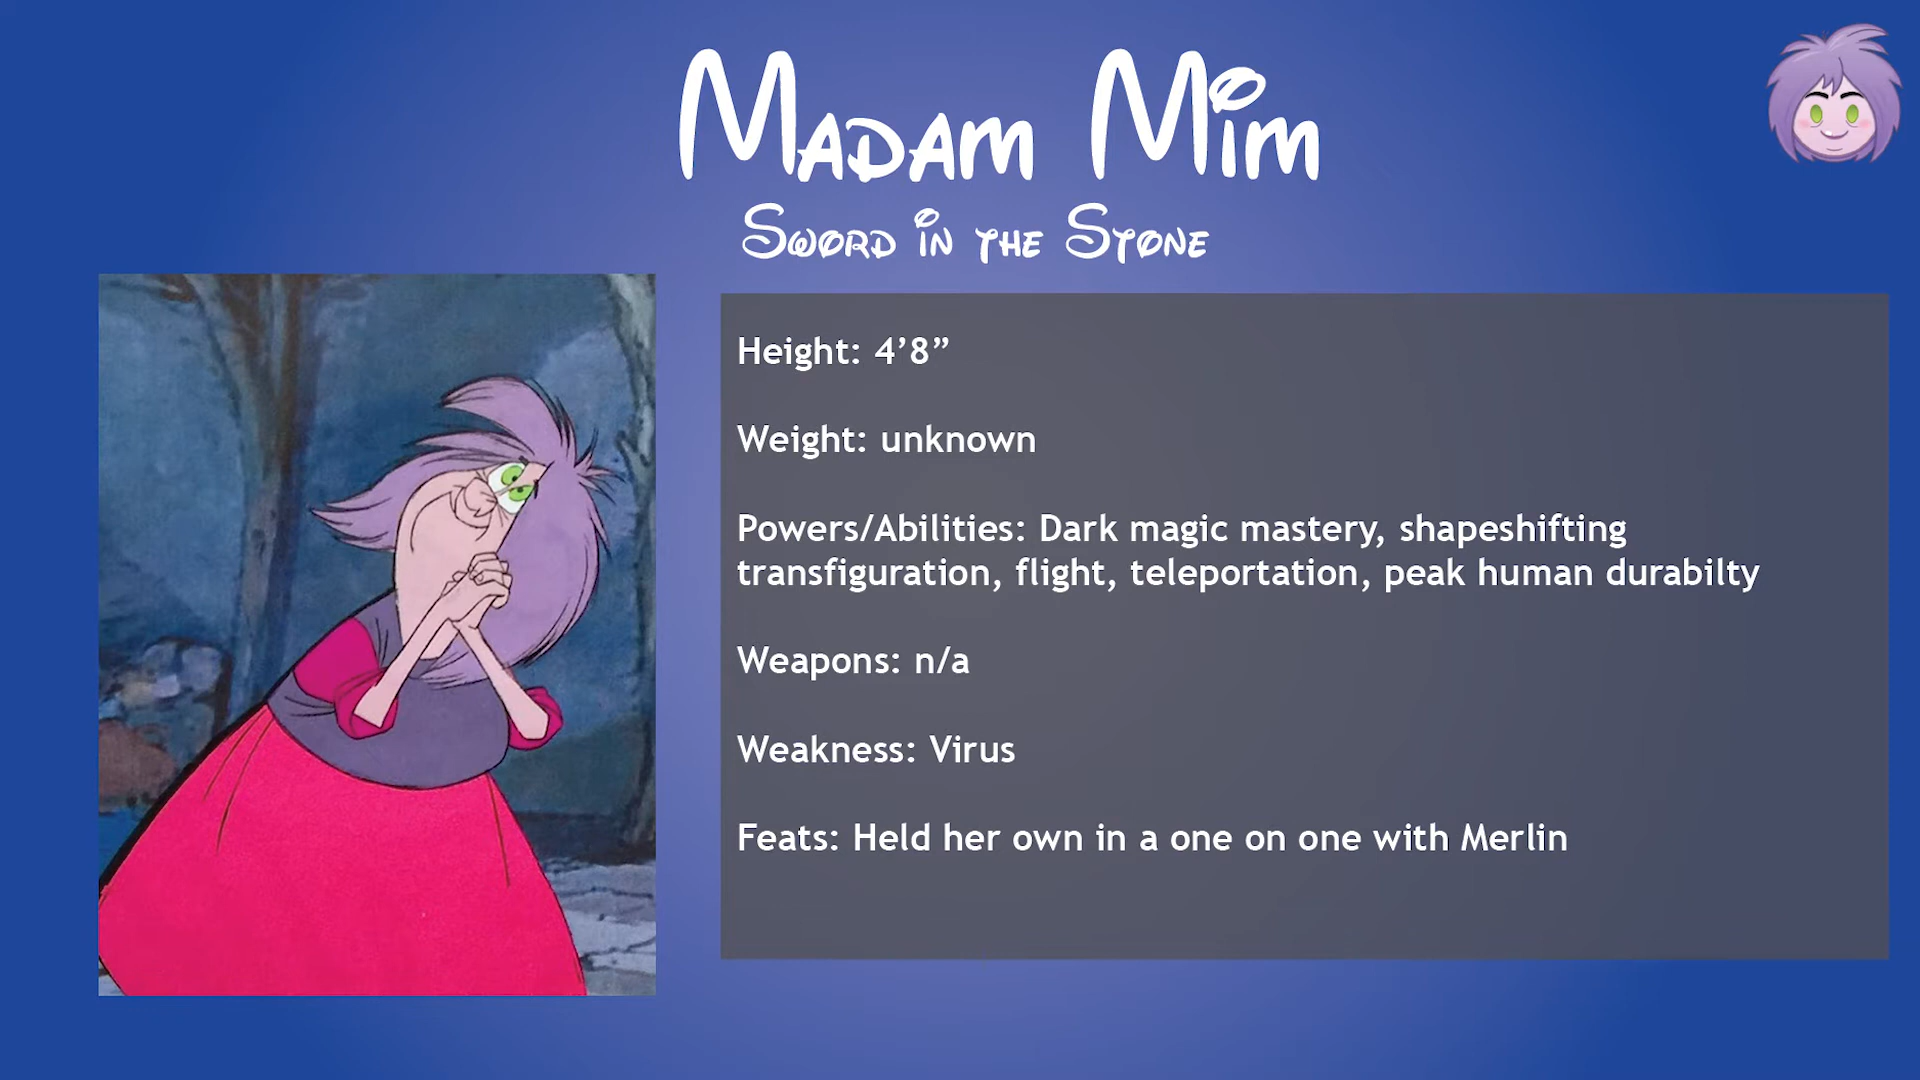 Madam Mim
Sword in the Stone
Height: 4’8”
Weight: unknown
Powers/Abilities: Dark magic mastery, shapeshifting
transfiguration, flight, teleportation, peak human durabilty
Weapons: n/a
Weakness: Virus
Feats: Held her own in a one on one with Merlin